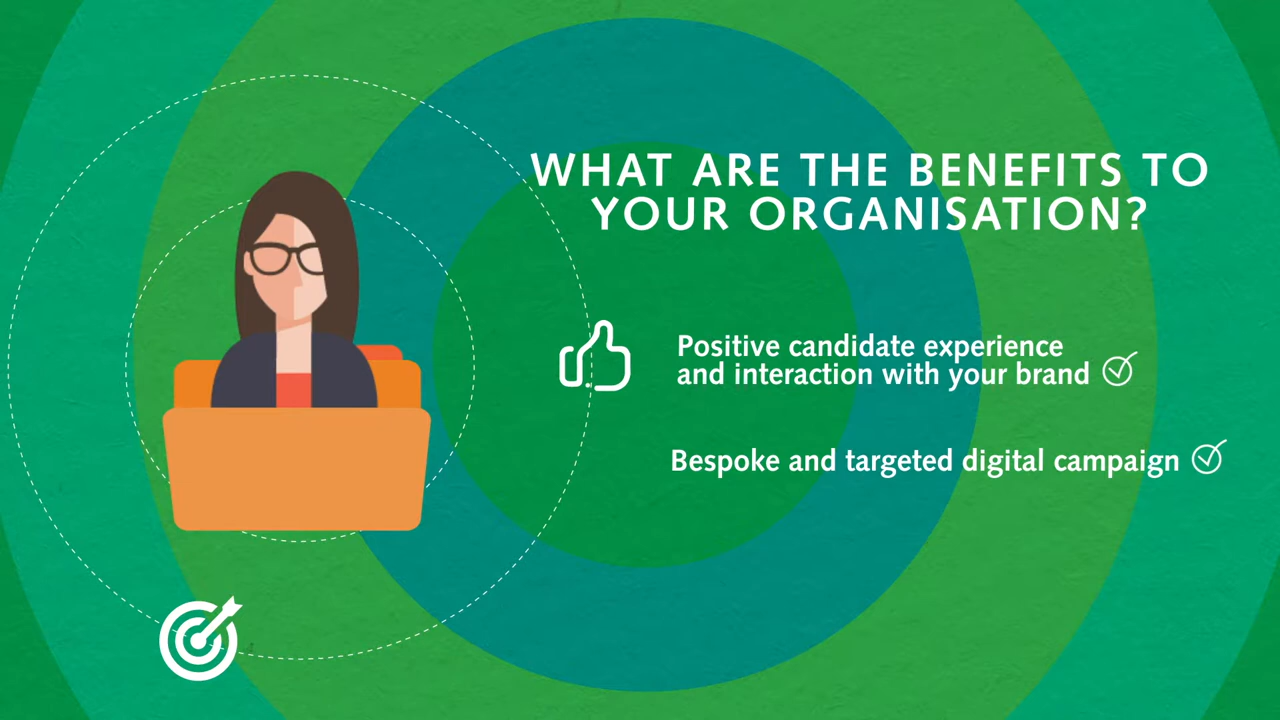 WHAT ARE THE BENEFITS TO
YOUR ORGANISATION?
Positive candidate experience
and interaction with your brand
Bespoke and targeted digital campaign